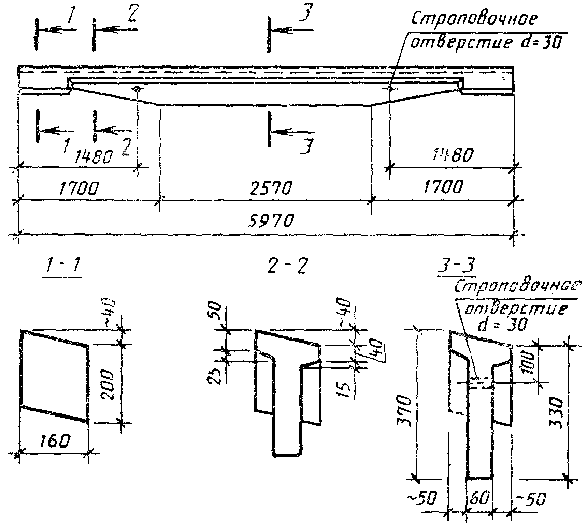 1 2 3
Строповочное
отверстие d=30
1 2 3
1480 1480
1700 2570 1700
5970
1-1 2-2 3-3
Строповочное
отверстие
d=30
~40 50 ~40
40 100
200 25 15 370 330
160
~50 60 ~50